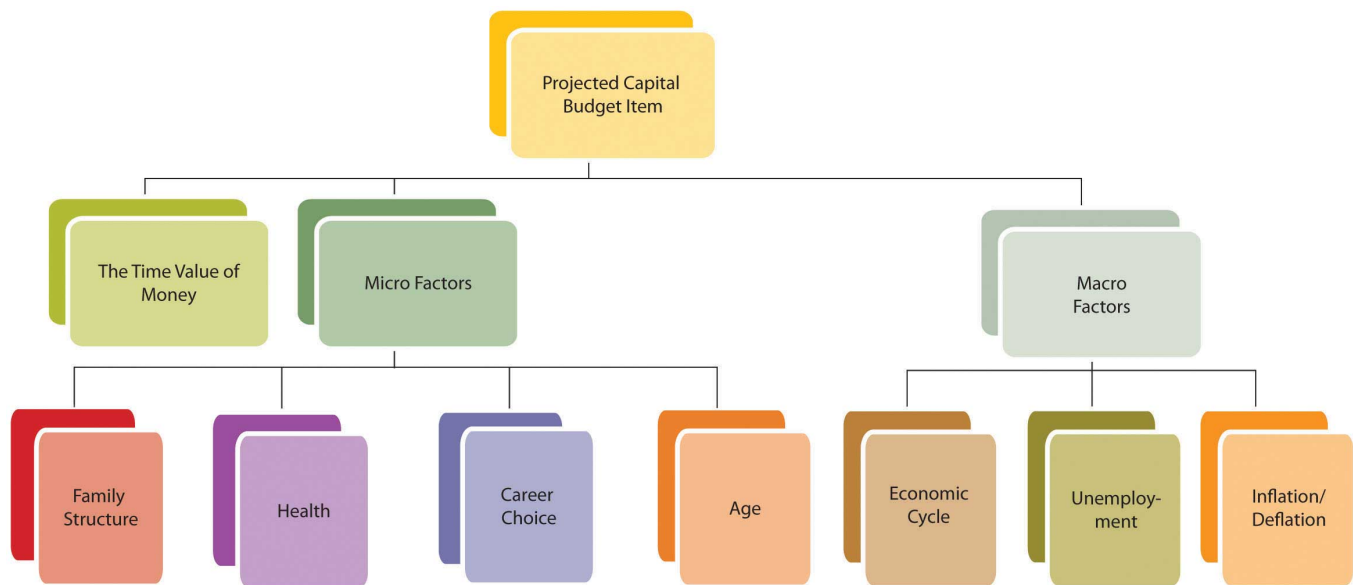 Projected Capital
Budget Item
The Time Value of
Money
Micro Factors
Macro
Factors
Family
Structure
Health
Career
Choice
Age
Economic
Cycle
Unemploy-
ment
Inflation/
Deflation